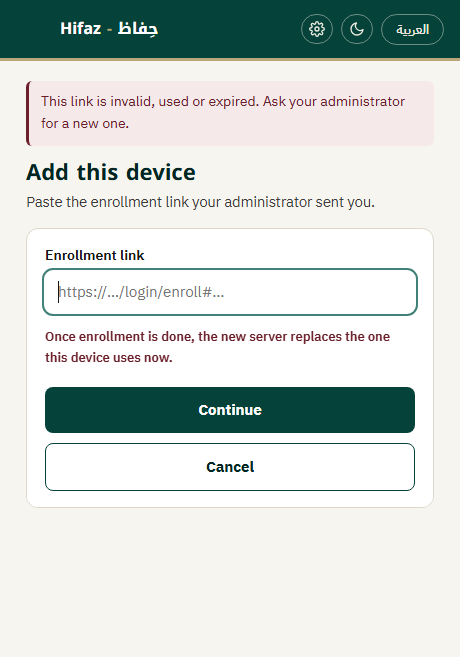 Hifaz - حِفاظ
العربية
This link is invalid, used or expired. Ask your administrator
for a new one.
Add this device
Paste the enrollment link your administrator sent you.
Enrollment link
https://.../login/enroll#...
Once enrollment is done, the new server replaces the one
this device uses now.
Continue
Cancel